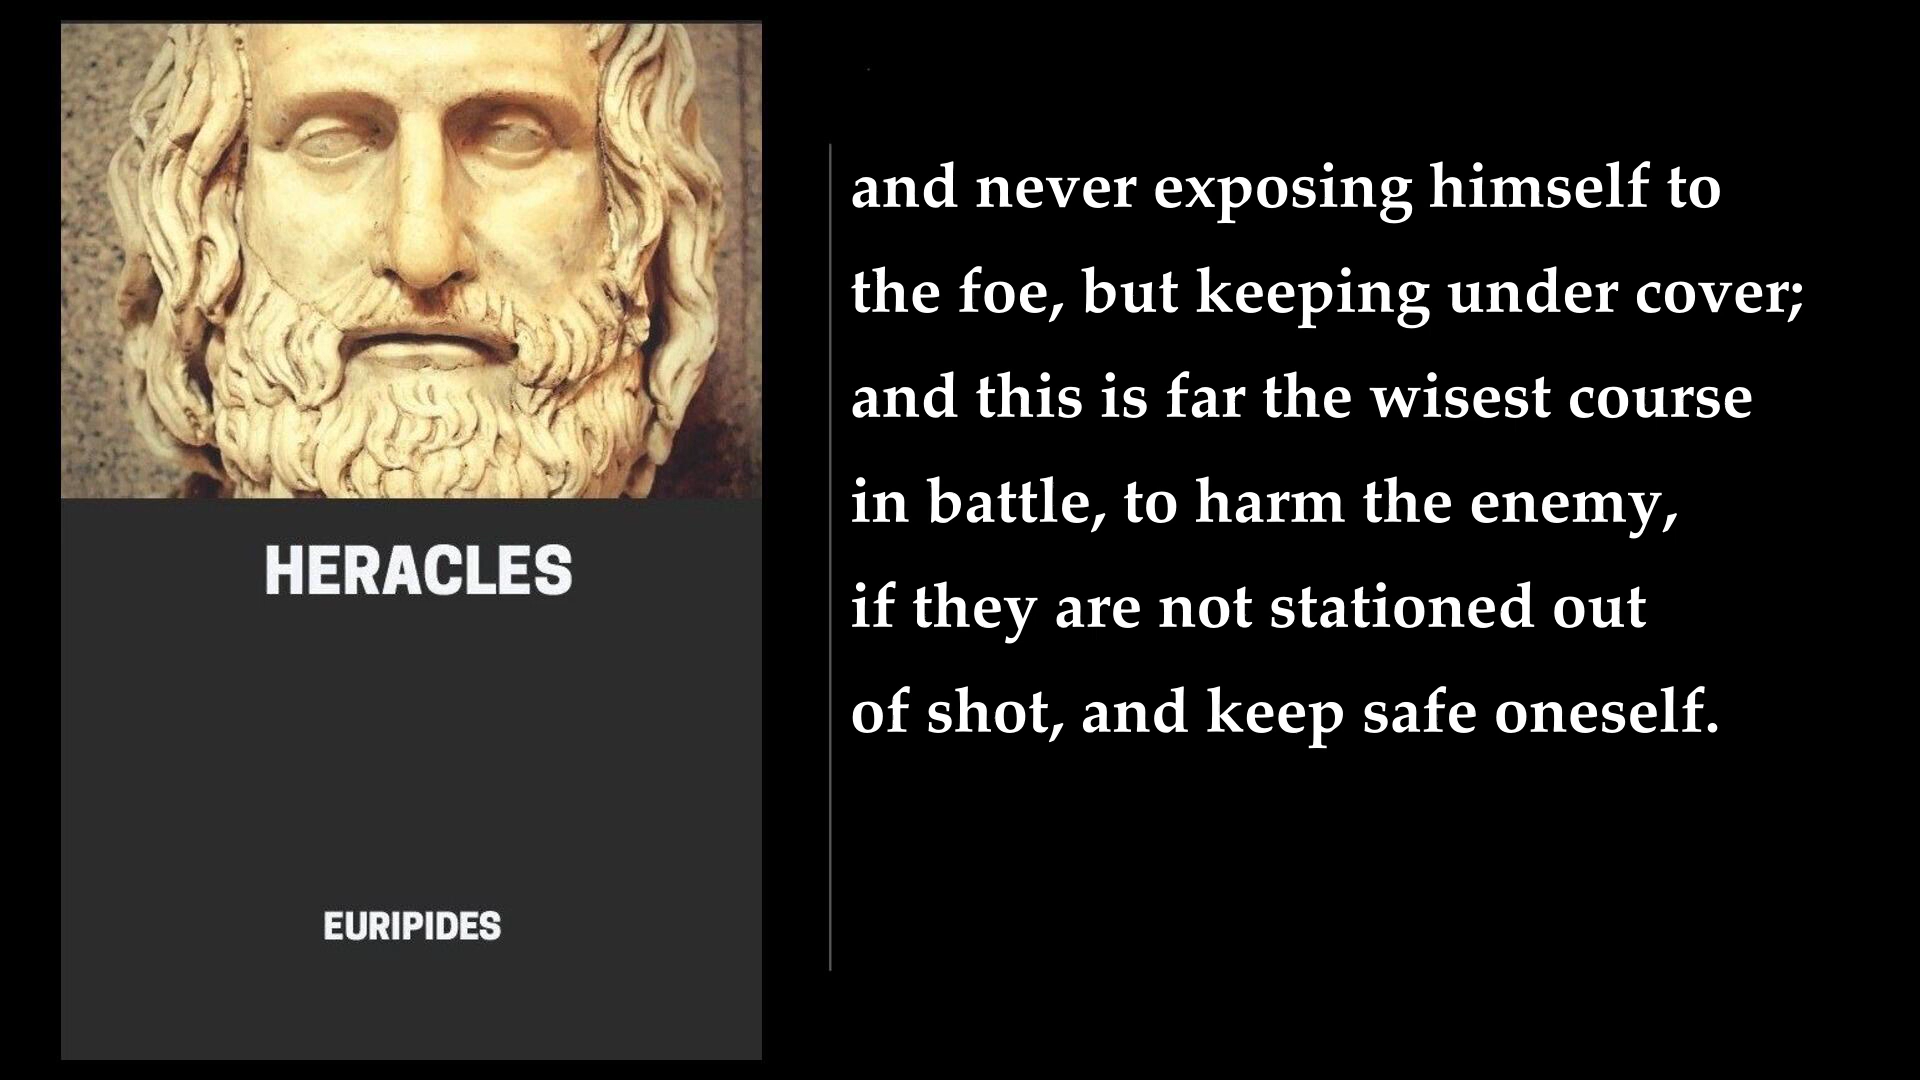 HERACLES
EURIPIDES
and never exposing himself to
the foe, but keeping under cover;
and this is far the wisest course
in battle, to harm the enemy,
if they are not stationed out
of shot, and keep safe oneself.